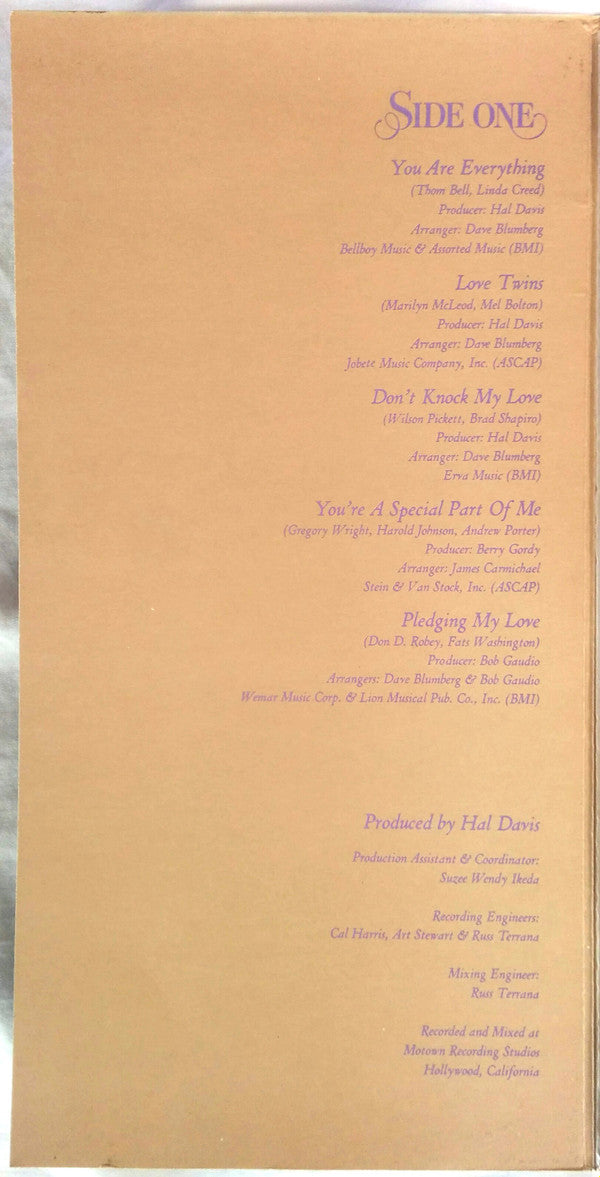 SIDE ONE
You Are Everything
(Thom Bell, Linda Creed)
Producer: Hal Davis
Arranger: Dave Blumberg
Bellboy Music & Assorted Music (BMI)
Love Twins
(Marilyn McLeod, Mel Bolton)
Producer: Hal Davis
Arranger: Dave Blumberg
Jobete Music Company, Inc. (ASCAP)
Don't Knock My Love
(Wilson Pickett, Brad Shapiro)
Producer: Hal Davis
Arranger: Dave Blumberg
Erva Music (BMI)
You're A Special Part Of Me
(Gregory Wright, Harold Johnson, Andrew Porter)
Producer: Berry Gordy
Arranger: James Carmichael
Stein & Van Stock, Inc. (ASCAP)
Pledging My Love
(Don D. Robey, Fats Washington)
Producer: Bob Gaudio
Arrangers: Dave Blumberg & Bob Gaudio
Wemar Music Corp. & Lion Musical Pub. Co., Inc. (BMI)
Produced by Hal Davis
Production Assistant & Coordinator:
Suzee Wendy Ikeda
Recording Engineers:
Cal Harris, Art Stewart & Russ Terrana
Mixing Engineer:
Russ Terrana
Recorded and Mixed at
Motown Recording Studios
Hollywood, California